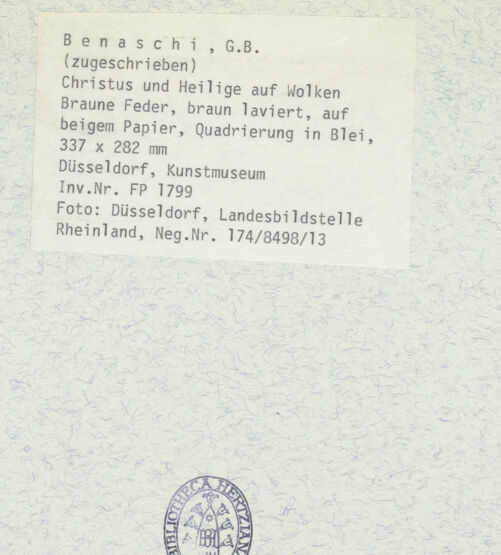 Benaschi, G.B.
(zugeschrieben)
Christus und Heilige auf Wolken
Braune Feder, braun laviert, auf
beigem Papier, Quadrierung in Blei,
337 x 282 mm
Düsseldorf, Kunstmuseum
Inv.Nr. FP 1799
Foto: Düsseldorf, Landesbildstelle
Rheinland, Neg.Nr. 174/8498/13
BIBLIOTHECA HERTZIANA